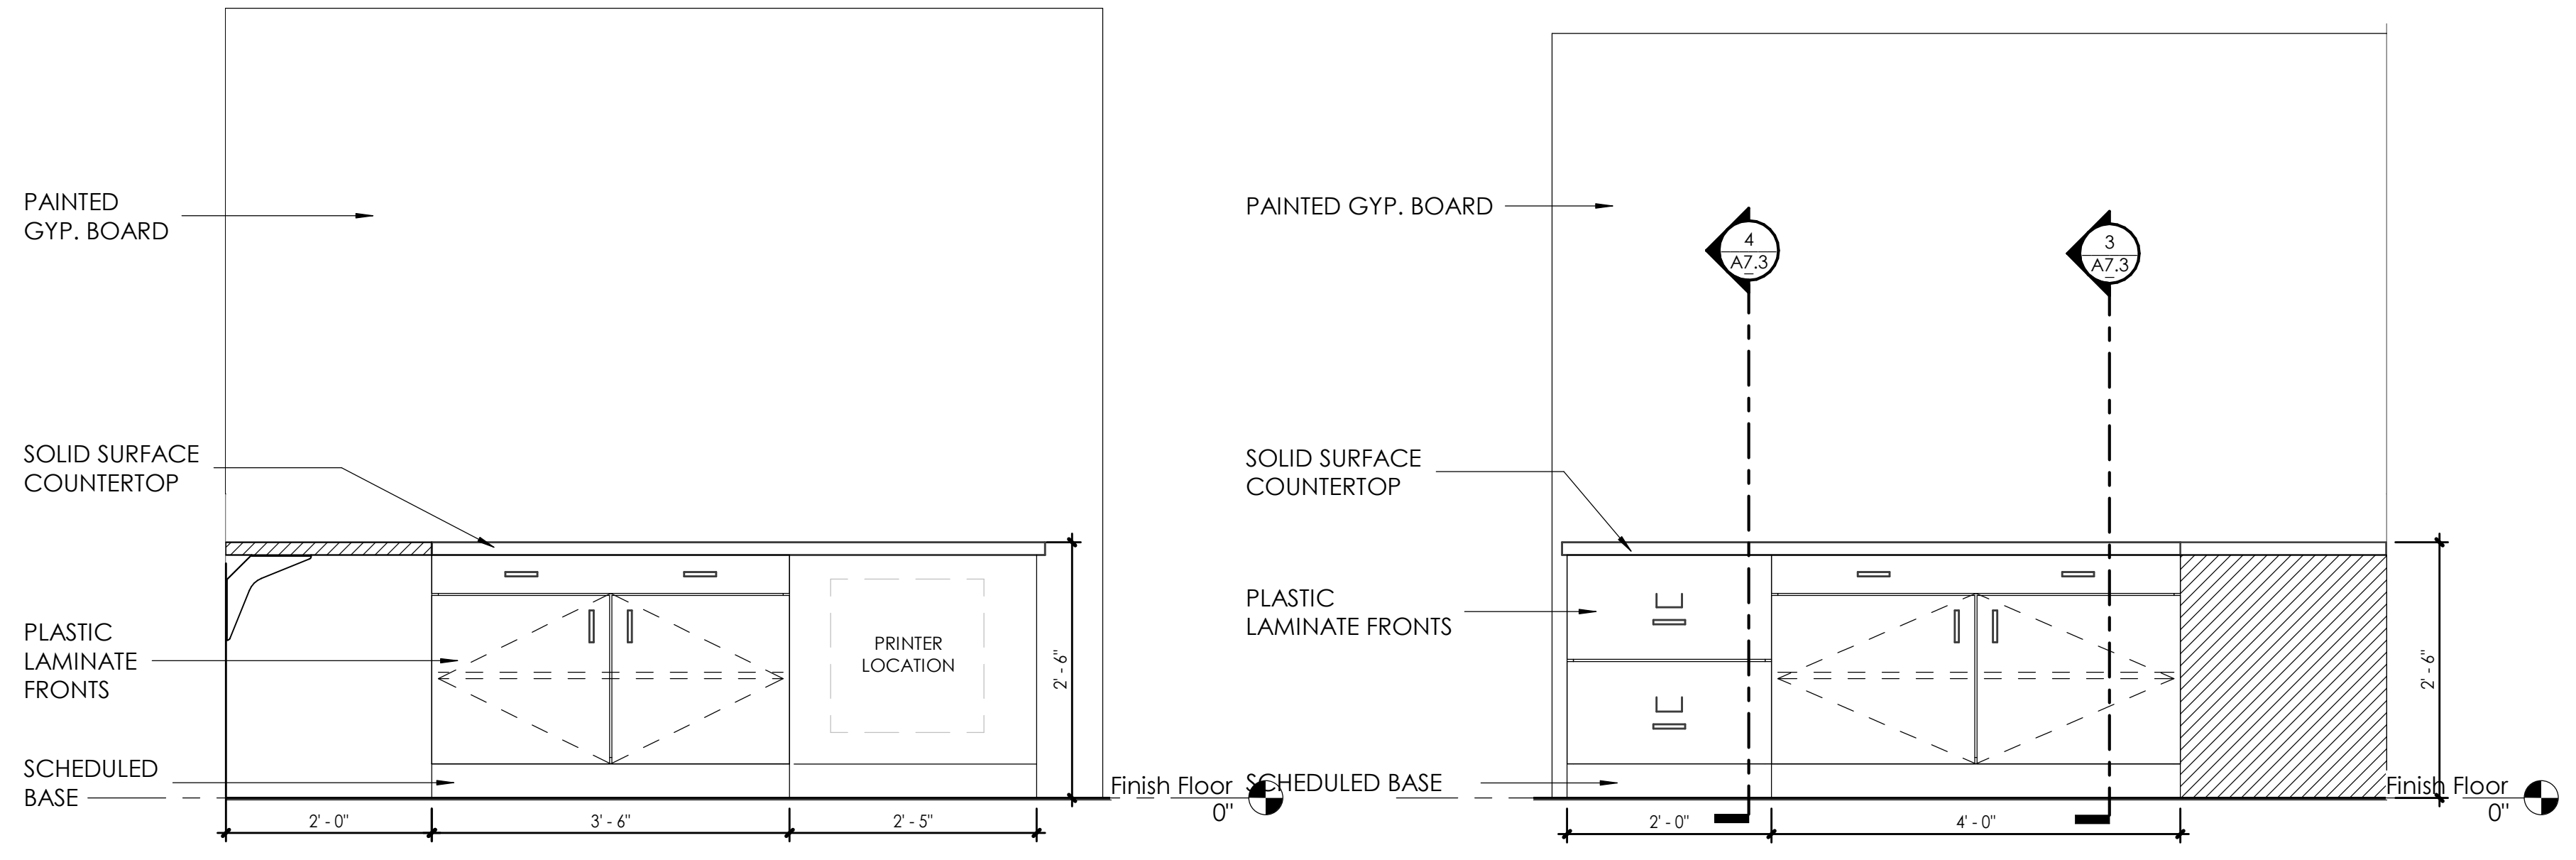 PAINTED
GYP. BOARD
SOLID SURFACE
COUNTERTOP
PLASTIC
LAMINATE
FRONTS
SCHEDULED
BASE
PRINTER
LOCATION
2' - 6"
2' - 0"
3' - 6"
2' - 5"
Finish Floor
0"
PAINTED GYP. BOARD
4
A7.3
3
A7.3
SOLID SURFACE
COUNTERTOP
PLASTIC
LAMINATE FRONTS
SCHEDULED BASE
2' - 6"
2' - 0"
4' - 0"
Finish Floor
0"